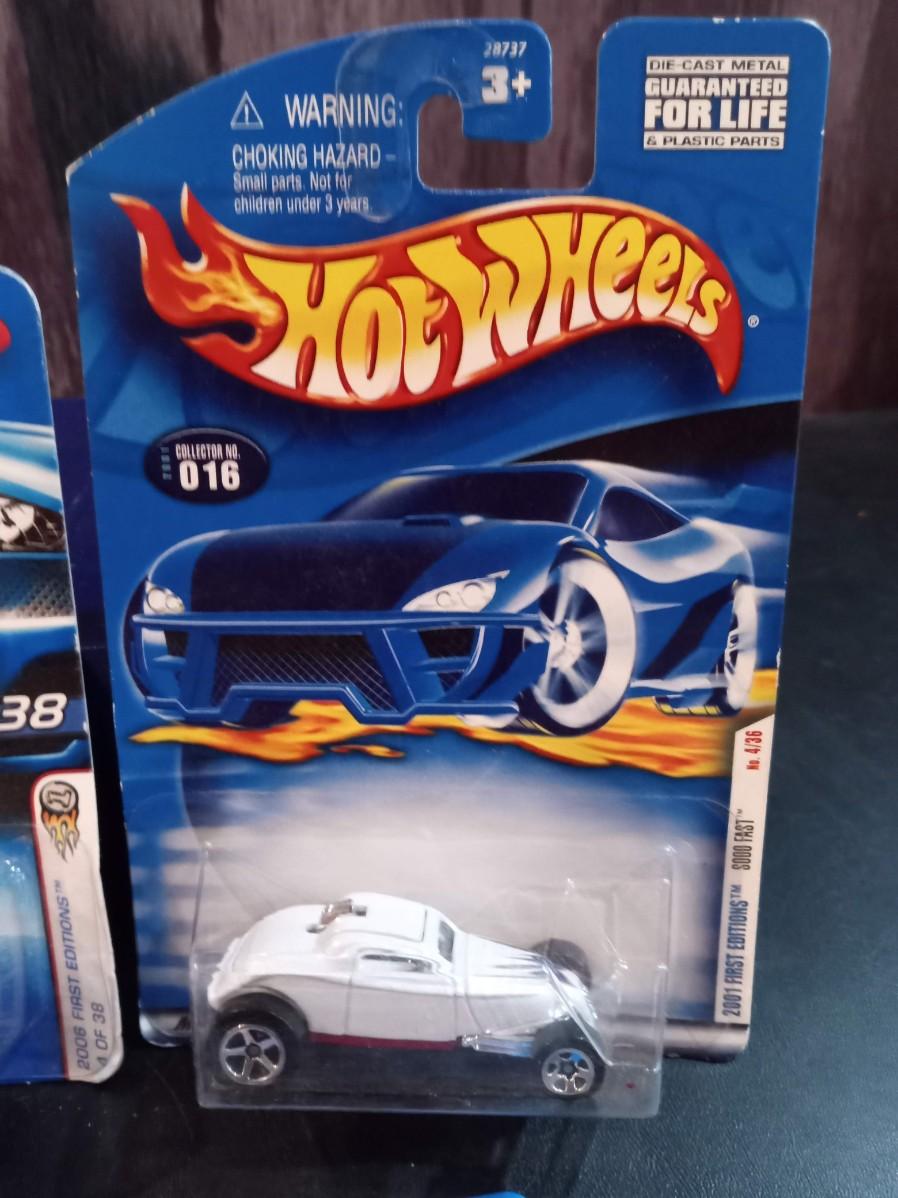 28737
3+
WARNING:
CHOKING HAZARD –
Small parts. Not for
children under 3 years.
DIE-CAST METAL
GUARANTEED
FOR LIFE
& PLASTIC PARTS
HOT WHEELS®
2001
COLLECTOR NO.
016
No. 4/36
2001 FIRST EDITIONS™ SOOO FAST™
38
2006 FIRST EDITIONS™
4 OF 38